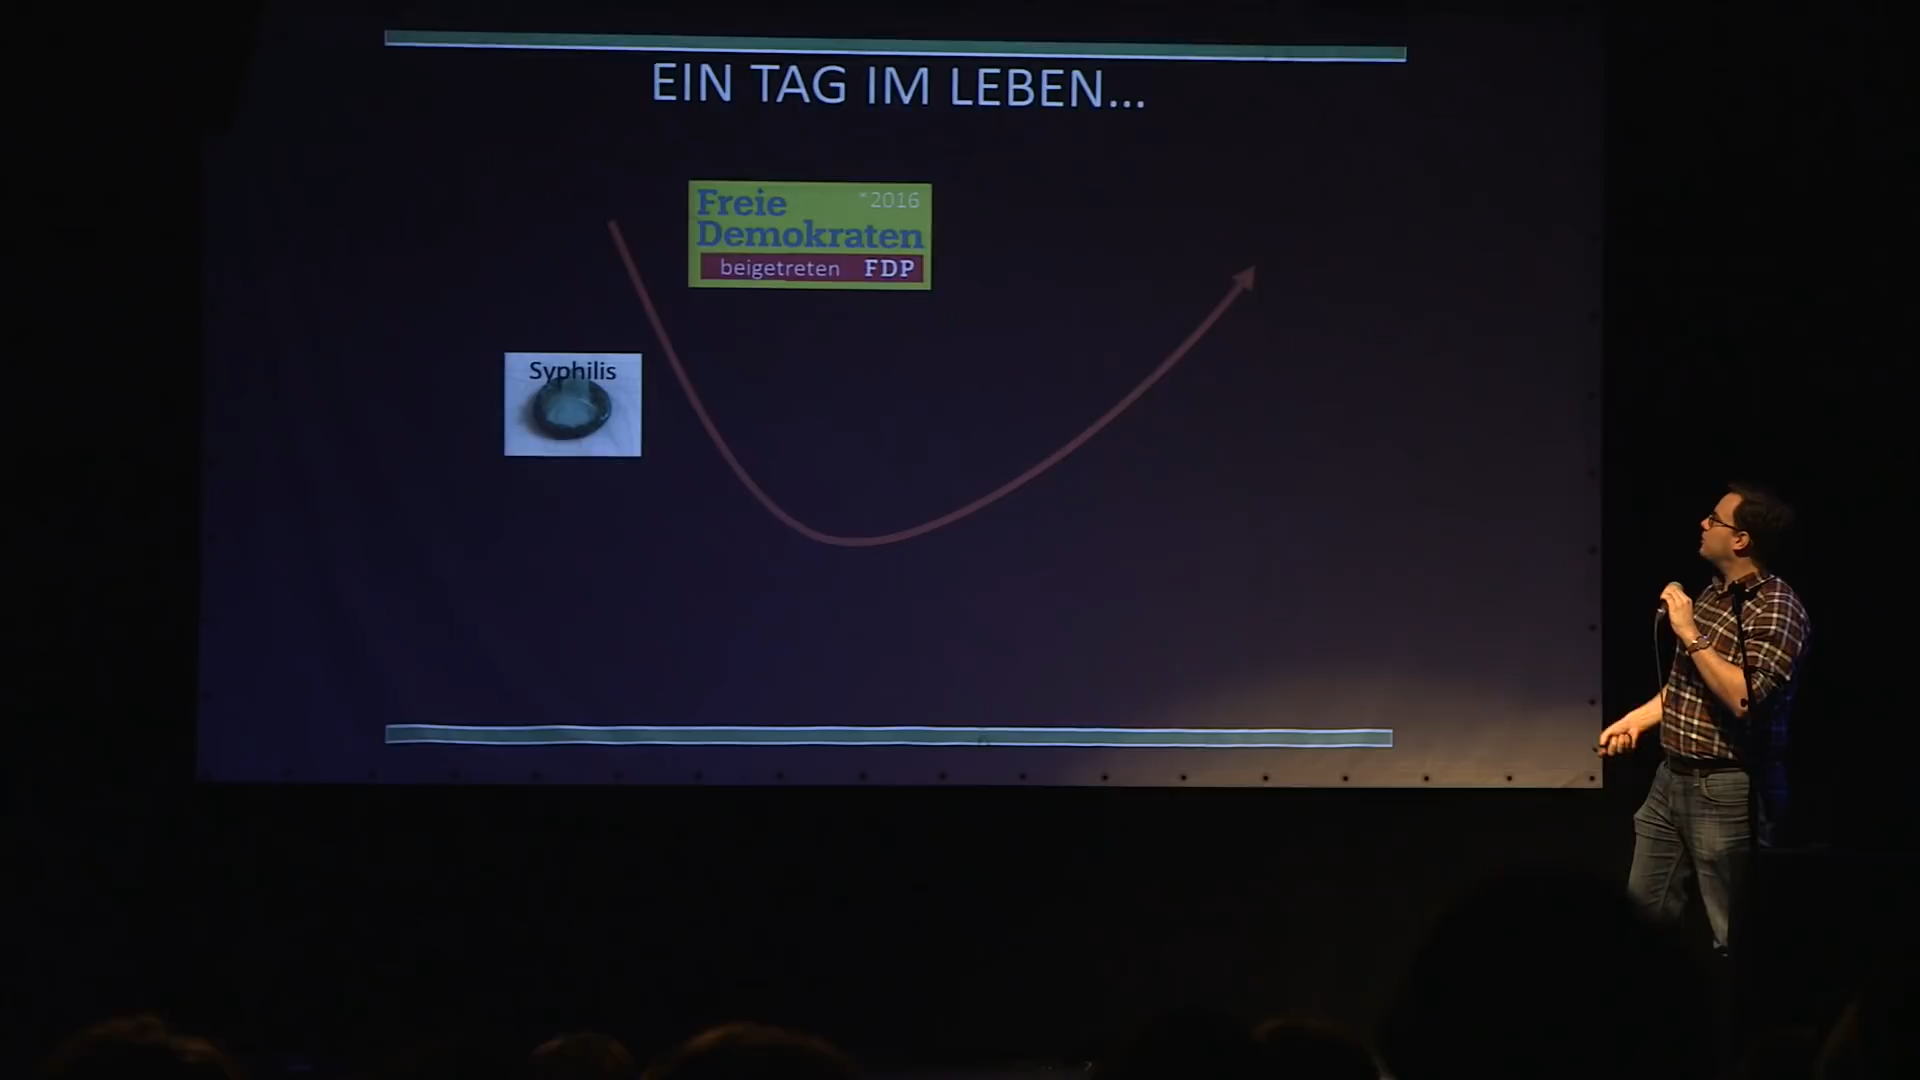 EIN TAG IM LEBEN...
Freie *2016
Demokraten
beigetreten FDP
Syphilis